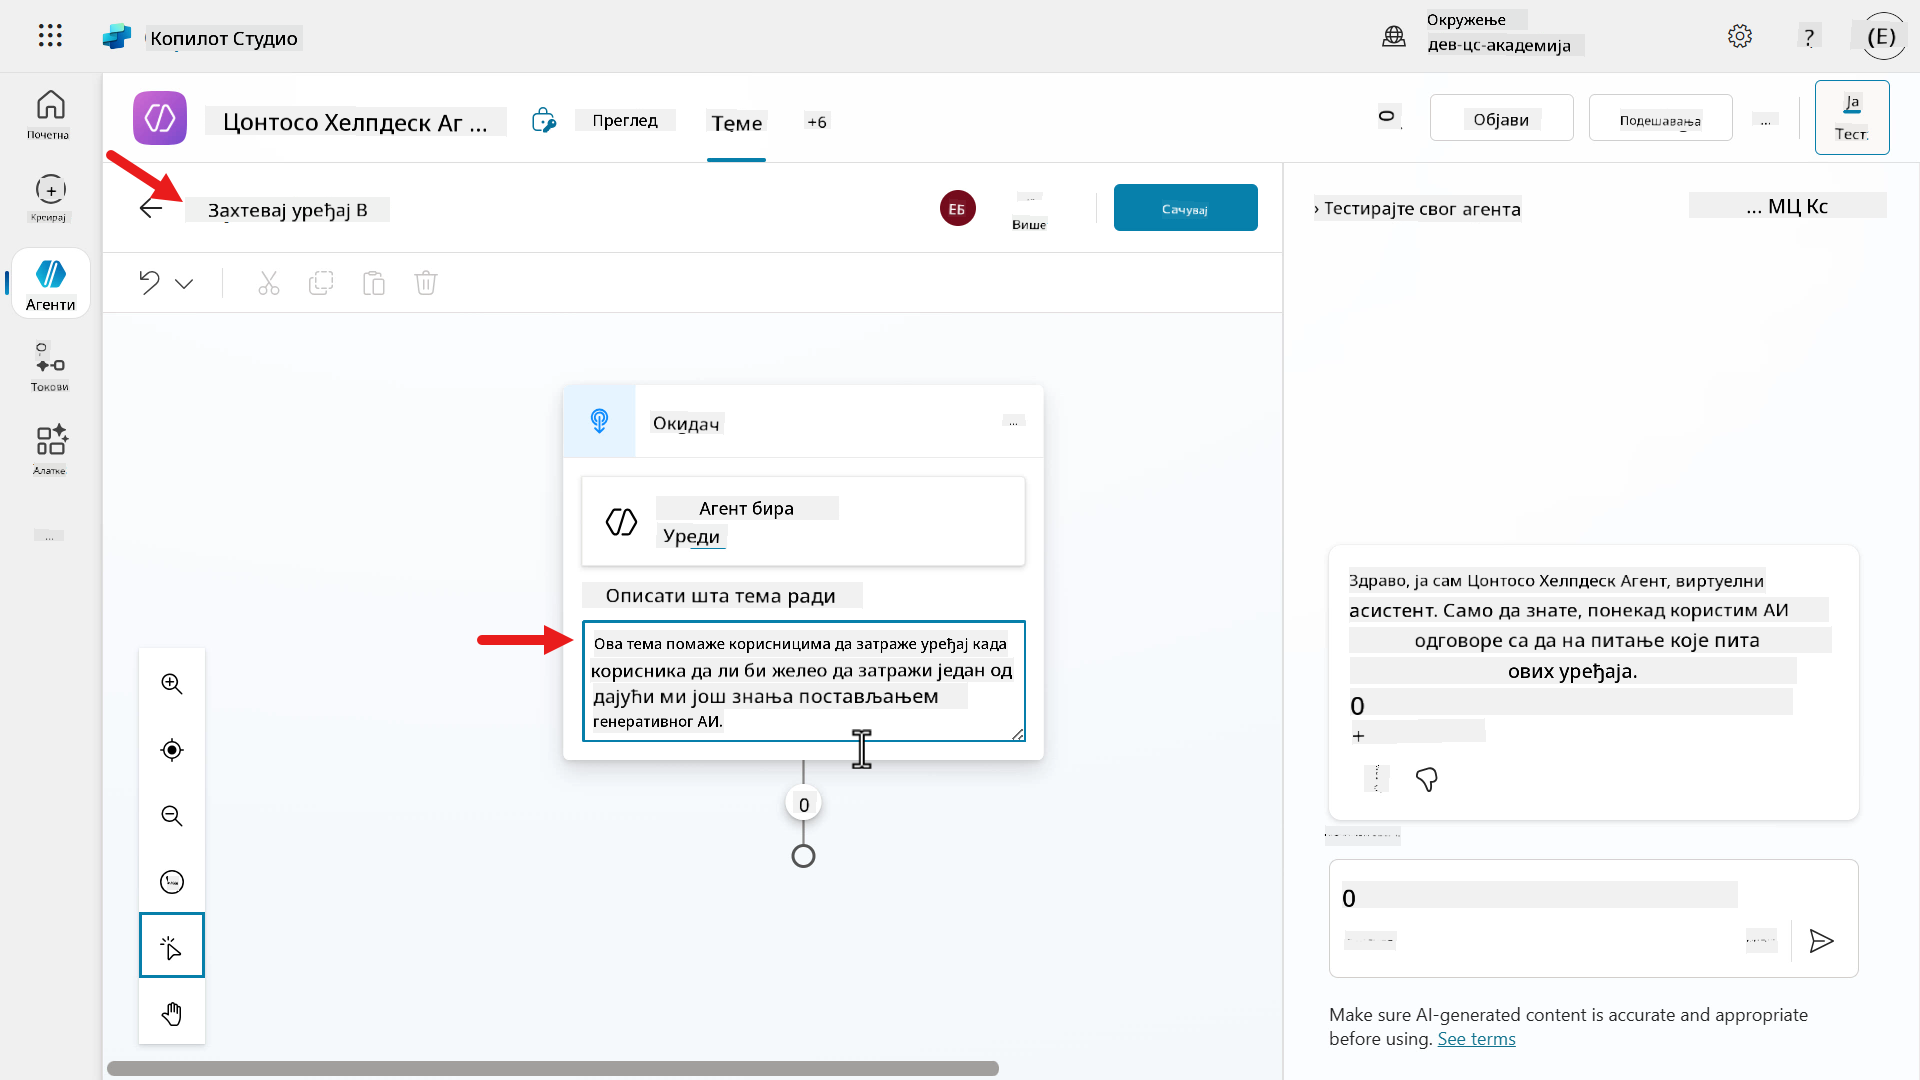 Копилот Студио
Окружење
дев-цс-академија
?
(Е)
Почетна
Креирај
Агенти
Токови
Алатке
...
Цонтосо Хелпдеск Аг ...
Преглед
Теме
+6
Објави
Подешавања
...
Ја
Тест
Захтевај уређај В
ЕБ
Више
Сачувај
Окидач
...
Агент бира
Уреди
Описати шта тема ради
Ова тема помаже корисницима да затраже уређај када
корисника да ли би желео да затражи један од
дајући ми још знања постављањем
генеративног АИ.
0
› Тестирајте свог агента
... МЦ Кс
Здраво, ја сам Цонтосо Хелпдеск Агент, виртуелни
асистент. Само да знате, понекад користим АИ
одговоре са да на питање које пита
ових уређаја.
0
+
0
Make sure AI-generated content is accurate and appropriate
before using. See terms